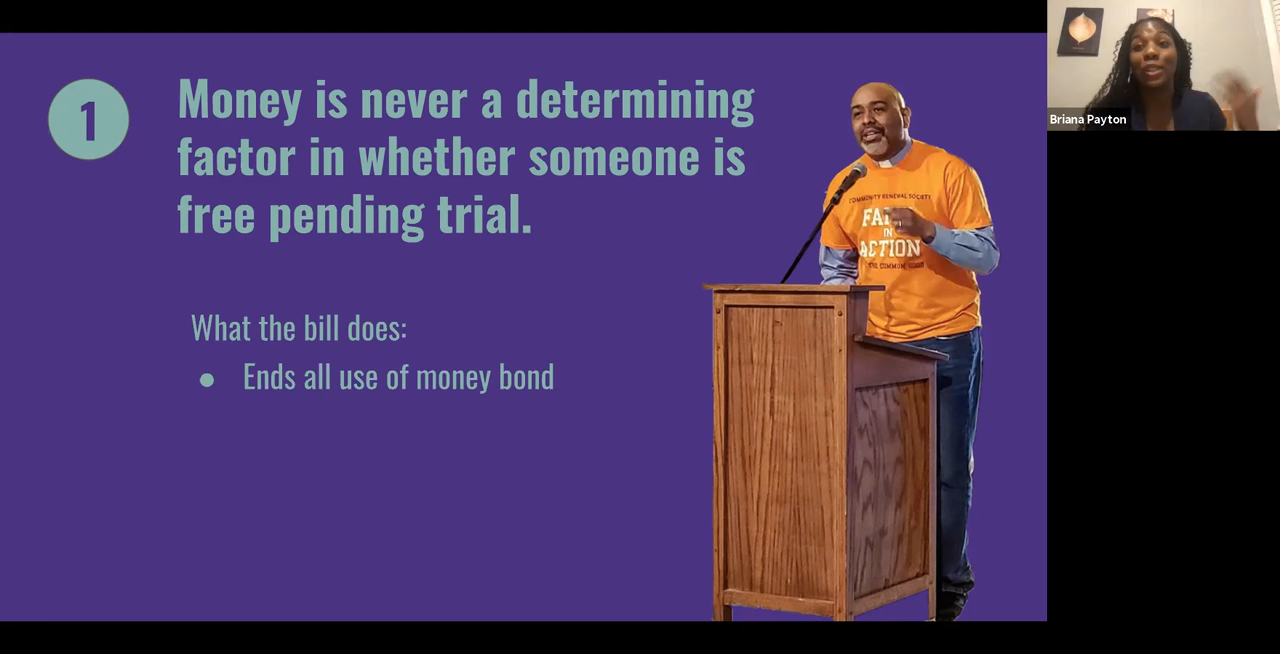 1
Money is never a determining
factor in whether someone is
free pending trial.
What the bill does:
● Ends all use of money bond
COMMUNITY RENEWAL SOCIETY
IN
ACTION
Briana Payton